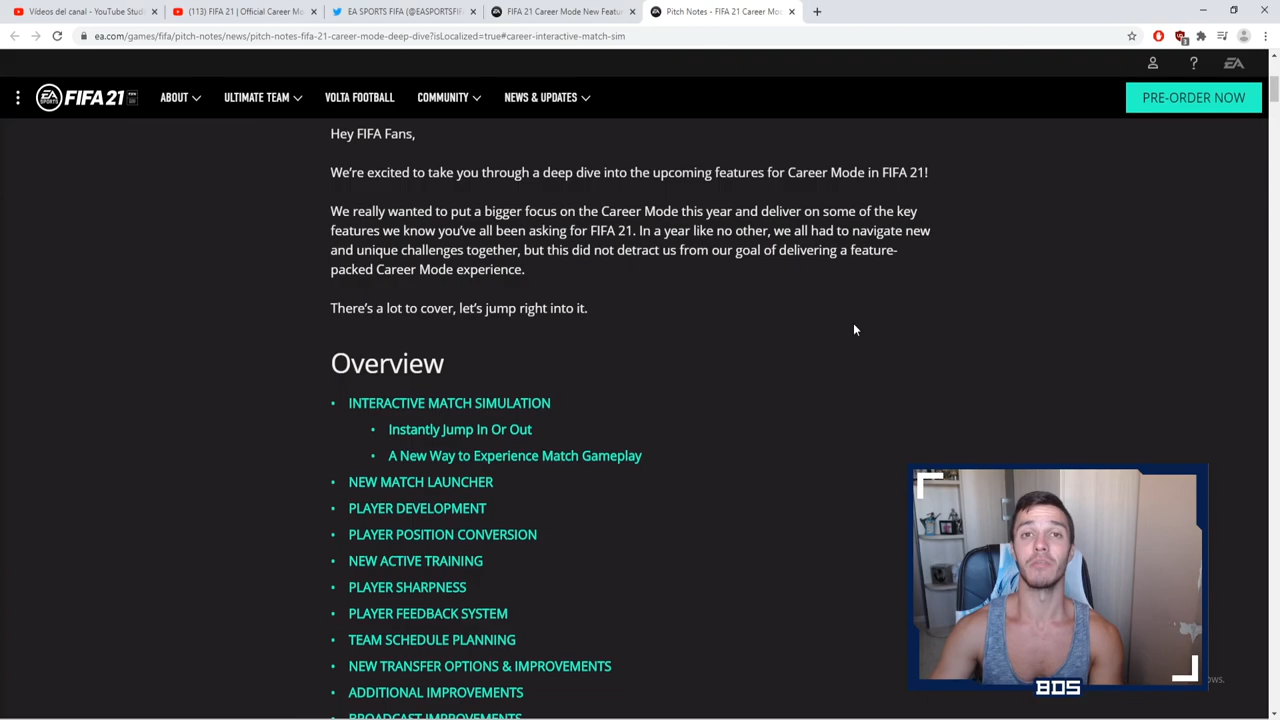 Vídeos del canal - YouTube Studi
(113) FIFA 21 | Official Career Mo
EA SPORTS FIFA (@EASPORTSFIF
FIFA 21 Career Mode New Featur
Pitch Notes - FIFA 21 Career Mod
ea.com/games/fifa/pitch-notes/news/pitch-notes-fifa-21-career-mode-deep-dive?isLocalized=true#career-interactive-match-sim
EA
EA SPORTS FIFA 21
ABOUT
ULTIMATE TEAM
VOLTA FOOTBALL
COMMUNITY
NEWS & UPDATES
PRE-ORDER NOW
Hey FIFA Fans,
We're excited to take you through a deep dive into the upcoming features for Career Mode in FIFA 21!
We really wanted to put a bigger focus on the Career Mode this year and deliver on some of the key
features we know you've all been asking for FIFA 21. In a year like no other, we all had to navigate new
and unique challenges together, but this did not detract us from our goal of delivering a feature-
packed Career Mode experience.
There's a lot to cover, let's jump right into it.
Overview
• INTERACTIVE MATCH SIMULATION
• Instantly Jump In Or Out
• A New Way to Experience Match Gameplay
• NEW MATCH LAUNCHER
• PLAYER DEVELOPMENT
• PLAYER POSITION CONVERSION
• NEW ACTIVE TRAINING
• PLAYER SHARPNESS
• PLAYER FEEDBACK SYSTEM
• TEAM SCHEDULE PLANNING
• NEW TRANSFER OPTIONS & IMPROVEMENTS
• ADDITIONAL IMPROVEMENTS
• BROADCAST IMPROVEMENTS
BDS
ws.